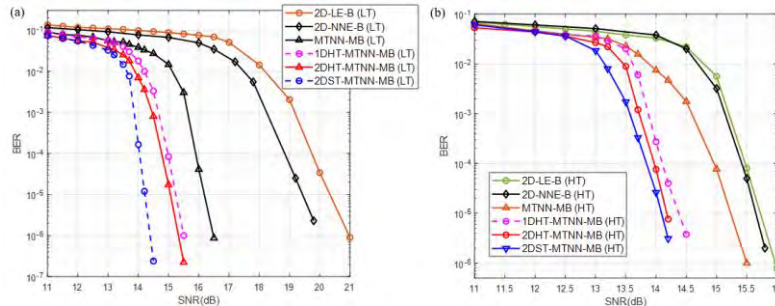 (a)
10^-1
10^-2
10^-3
10^-4
10^-5
10^-6
10^-7
BER
2D-LE-B (LT)
2D-NNE-B (LT)
MTNN-MB (LT)
1DHT-MTNN-MB (LT)
2DHT-MTNN-MB (LT)
2DST-MTNN-MB (LT)
11 12 13 14 15 16 17 18 19 20 21
SNR(dB)
(b)
10^-1
10^-2
10^-3
10^-4
10^-5
10^-6
BER
2D-LE-B (HT)
2D-NNE-B (HT)
MTNN-MB (HT)
1DHT-MTNN-MB (HT)
2DHT-MTNN-MB (HT)
2DST-MTNN-MB (HT)
11 11.5 12 12.5 13 13.5 14 14.5 15 15.5
SNR(dB)